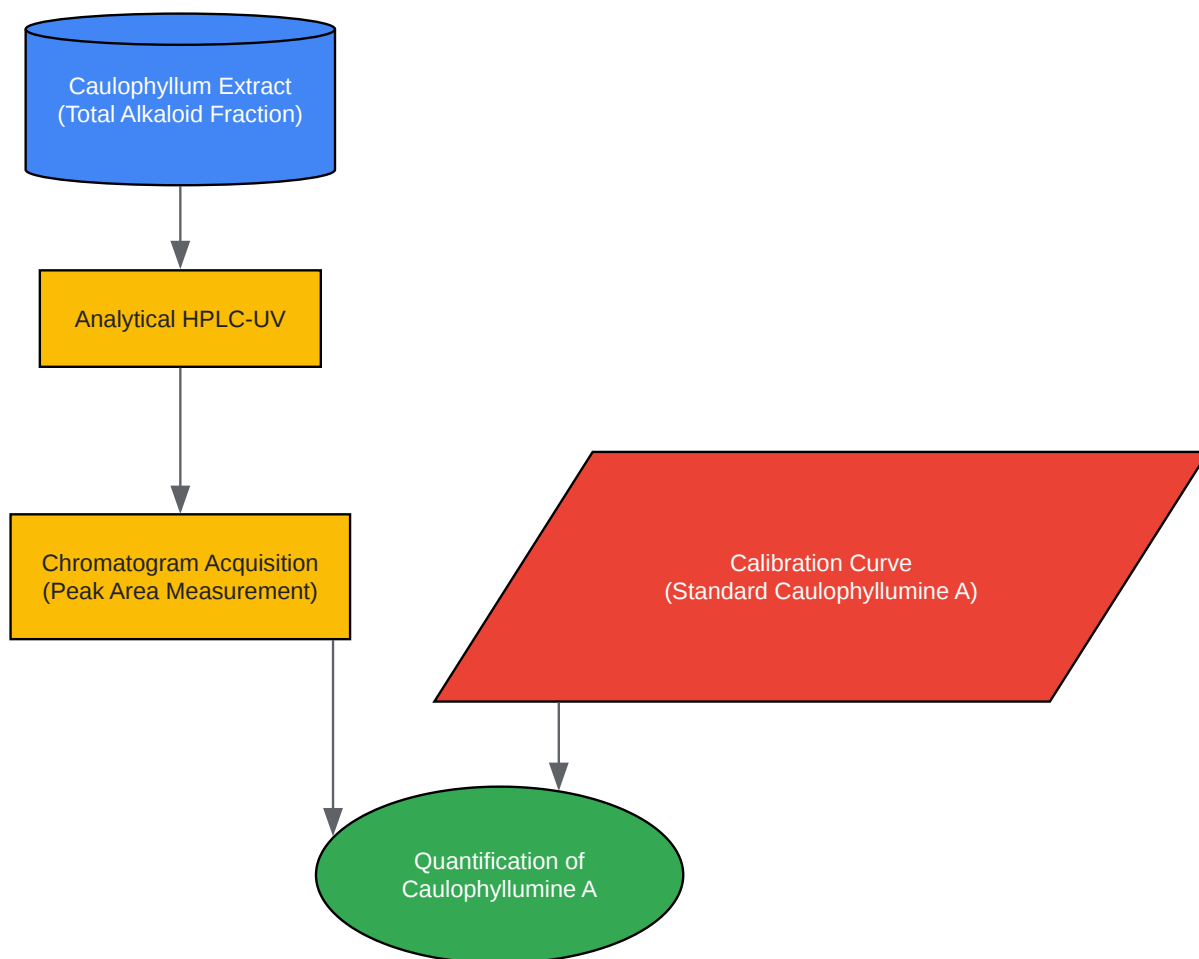 Caulophyllum Extract
(Total Alkaloid Fraction)
Analytical HPLC-UV
Chromatogram Acquisition
(Peak Area Measurement)
Calibration Curve
(Standard Caulophyllumine A)
Quantification of
Caulophyllumine A